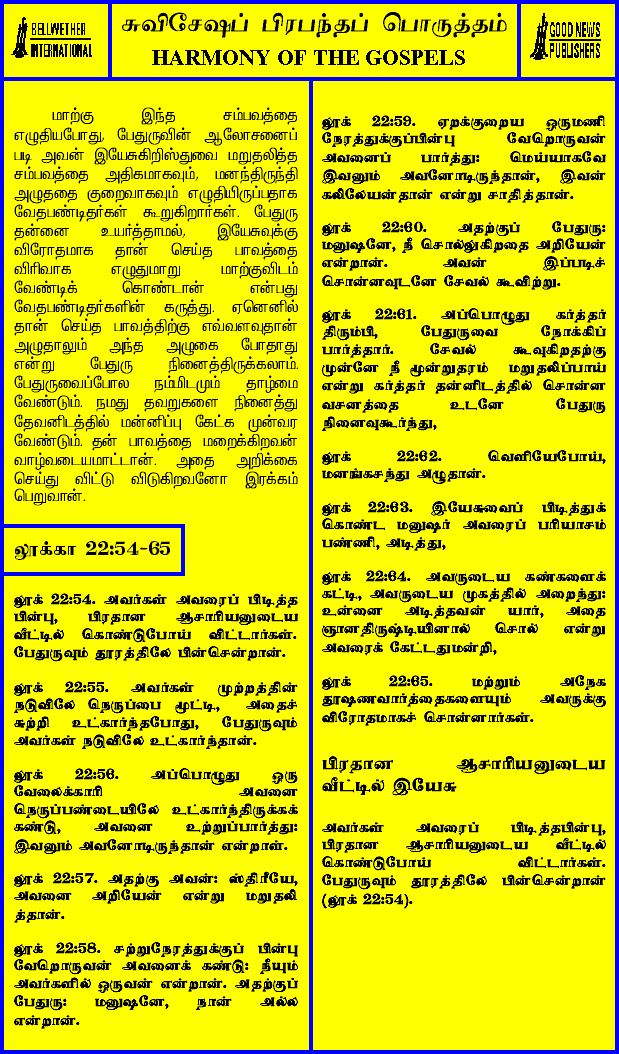 BELLWETHER
INTERNATIONAL
சுவிசேஷப் பிரபந்தப் பொருத்தம்
HARMONY OF THE GOSPELS
GOOD NEWS
PUBLISHERS
மாற்கு இந்த சம்பவத்தை
எழுதியபோது, பேதுருவின் ஆலோசனைப்
படி அவன் இயேசுகிறிஸ்துவை மறுதலித்த
சம்பவத்தை அதிகமாகவும், மனந்திருந்தி
அழுததை குறைவாகவும் எழுதியிருப்பதாக
வேதபண்டிதர்கள் கூறுகிறார்கள். பேதுரு
தன்னை உயர்த்தாமல், இயேசுவுக்கு
விரோதமாக தான் செய்த பாவத்தை
விரிவாக எழுதுமாறு மாற்குவிடம்
வேண்டிக் கொண்டான் என்பது
வேதபண்டிதர்களின் கருத்து. ஏனெனில்
தான் செய்த பாவத்திற்கு எவ்வளவுதான்
அழுதாலும் அந்த அழுகை போதாது
என்று பேதுரு நினைத்திருக்கலாம்.
பேதுருவைப்போல நம்மிடமும் தாழ்மை
வேண்டும். நமது தவறுகளை நினைத்து
தேவனிடத்தில் மன்னிப்பு கேட்க முன்வர
வேண்டும். தன் பாவத்தை மறைக்கிறவன்
வாழ்வடையமாட்டான். அதை அறிக்கை
செய்து விட்டு விடுகிறவனோ இரக்கம்
பெறுவான்.
லூக்கா 22:54-65
லூக் 22:54. அவர்கள் அவரைப் பிடித்த
பின்பு, பிரதான ஆசாரியனுடைய
வீட்டில் கொண்டுபோய் விட்டார்கள்.
பேதுருவும் தூரத்திலே பின்சென்றான்.
லூக் 22:55. அவர்கள் முற்றத்தின்
நடுவிலே நெருப்பை மூட்டி, அதைச்
சுற்றி உட்கார்ந்தபோது, பேதுருவும்
அவர்கள் நடுவிலே உட்கார்ந்தான்.
லூக் 22:56. அப்பொழுது ஒரு
வேலைக்காரி அவனை
நெருப்பண்டையிலே உட்கார்ந்திருக்கக்
கண்டு, அவனை உற்றுப்பார்த்து:
இவனும் அவனோடிருந்தான் என்றாள்.
லூக் 22:57. அதற்கு அவன்: ஸ்திரீயே,
அவனை அறியேன் என்று மறுதலி
த்தான்.
லூக் 22:58. சற்றுநேரத்துக்குப் பின்பு
வேறொருவன் அவனைக் கண்டு: நீயும்
அவர்களில் ஒருவன் என்றான். அதற்குப்
பேதுரு: மனுஷனே, நான் அல்ல
என்றான்.
லூக் 22:59. ஏறக்குறைய ஒருமணி
நேரத்துக்குப்பின்பு வேறொருவன்
அவனைப் பார்த்து: மெய்யாகவே
இவனும் அவனோடிருந்தான், இவன்
கலிலேயன்தான் என்று சாதித்தான்.
லூக் 22:60. அதற்குப் பேதுரு:
மனுஷனே, நீ சொல்லுகிறதை அறியேன்
என்றான். அவன் இப்படிச்
சொன்னவுடனே சேவல் கூவிற்று.
லூக் 22:61. அப்பொழுது கர்த்தர்
திரும்பி, பேதுருவை நோக்கிப்
பார்த்தார். சேவல் கூவுகிறதற்கு
முன்னே நீ மூன்றுதரம் மறுதலிப்பாய்
என்று கர்த்தர் தன்னிடத்தில் சொன்ன
வசனத்தை உடனே பேதுரு
நினைவுகூர்ந்து,
லூக் 22:62. வெளியேபோய்,
மனங்கசந்து அழுதான்.
லூக் 22:63. இயேசுவைப் பிடித்துக்
கொண்ட மனுஷர் அவரைப் பரியாசம்
பண்ணி, அடித்து,
லூக் 22:64. அவருடைய கண்களைக்
கட்டி, அவருடைய முகத்தில் அறைந்து:
உன்னை அடித்தவன் யார், அதை
ஞானதிருஷ்டியினால் சொல் என்று
அவரைக் கேட்டதுமன்றி,
லூக் 22:65. மற்றும் அநேக
தூஷணவார்த்தைகளையும் அவருக்கு
விரோதமாகச் சொன்னார்கள்.
பிரதான ஆசாரியனுடைய
வீட்டில் இயேசு
அவர்கள் அவரைப் பிடித்தபின்பு,
பிரதான ஆசாரியனுடைய வீட்டில்
கொண்டுபோய் விட்டார்கள்.
பேதுருவும் தூரத்திலே பின்சென்றான்
(லூக் 22:54).